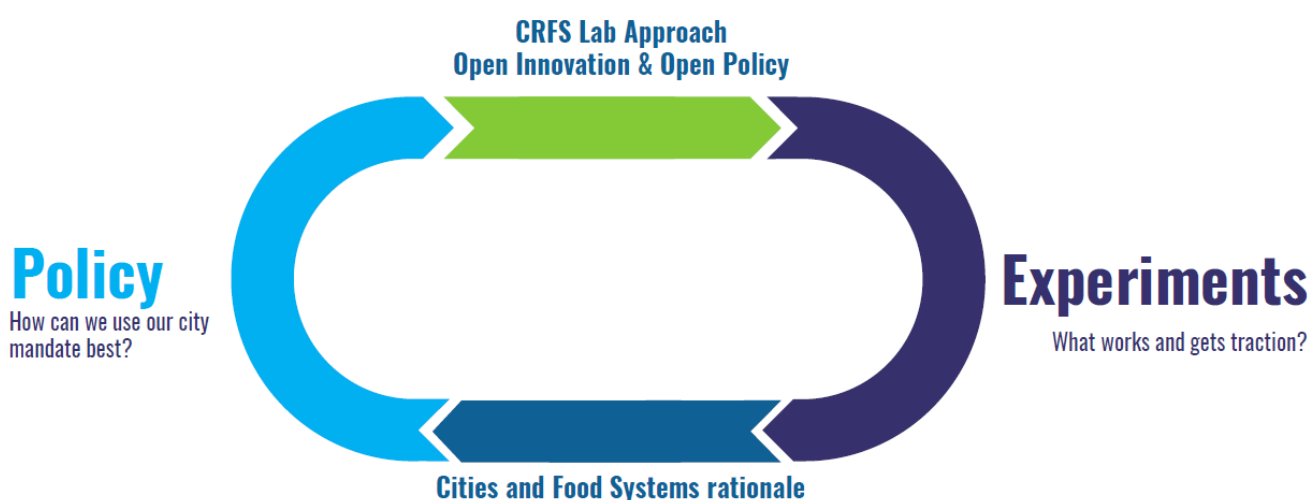 CRFS Lab Approach
Open Innovation & Open Policy
Policy
How can we use our city
mandate best?
Experiments
What works and gets traction?
Cities and Food Systems rationale